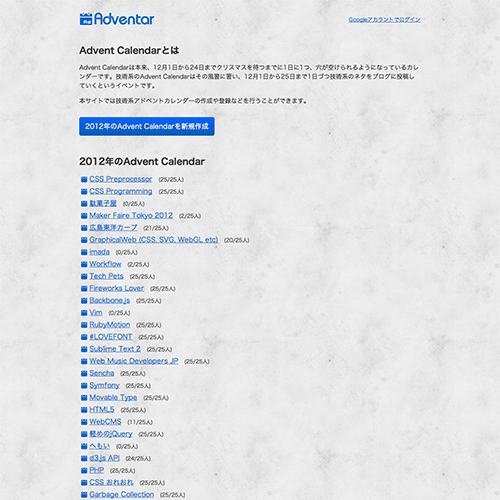 Adventar
Googleアカウントでログイン
Advent Calendarとは
Advent Calendarは本来、12月1日から24日までクリスマスを待つまでに1日に1つ、穴が空けられるようになっているカレ
ンダーです。技術系のAdvent Calendarはその風習に習い、12月1日から25日まで1日づつ技術系のネタをブログに投稿し
ていくというイベントです。
本サイトでは技術系アドベントカレンダーの作成や登録などを行うことができます。
2012年のAdvent Calendarを新規作成
2012年のAdvent Calendar
CSS Preprocessor (25/25人)
CSS Programming (25/25人)
駄菓子屋 (0/25人)
Maker Faire Tokyo 2012 (2/25人)
広島東洋カープ (21/25人)
GraphicalWeb (CSS, SVG, WebGL etc) (20/25人)
imada (0/25人)
Workflow (2/25人)
Tech Pets (25/25人)
Fireworks Lover (25/25人)
Backbone.js (25/25人)
Vim (0/25人)
RubyMotion (25/25人)
#LOVEFONT (25/25人)
Sublime Text 2 (25/25人)
Web Music Developers JP (25/25人)
Sencha (25/25人)
Symfony (25/25人)
Movable Type (25/25人)
HTML5 (25/25人)
WebCMS (11/25人)
軽めのjQuery (25/25人)
へもい (0/25人)
d3.js API (24/25人)
PHP (25/25人)
CSS おれおれ (25/25人)
Garbage Collection (25/25人)